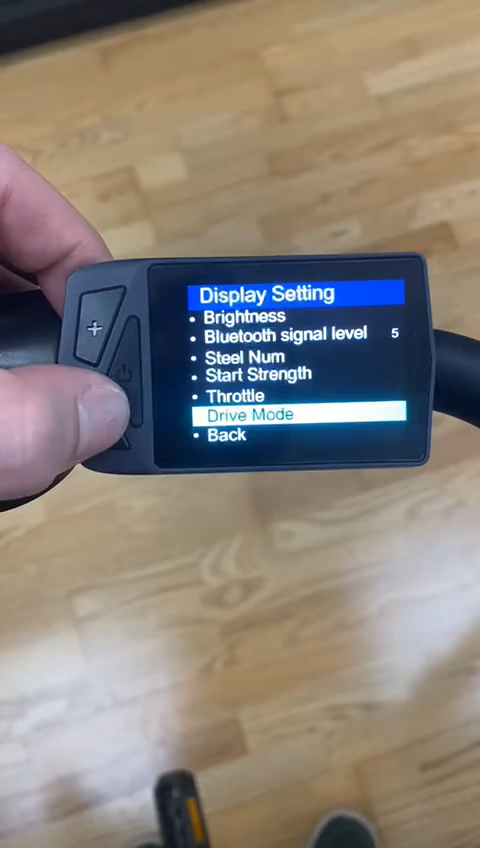 Display Setting
• Brightness
• Bluetooth signal level 5
• Steel Num
• Start Strength
• Throttle
Drive Mode
• Back